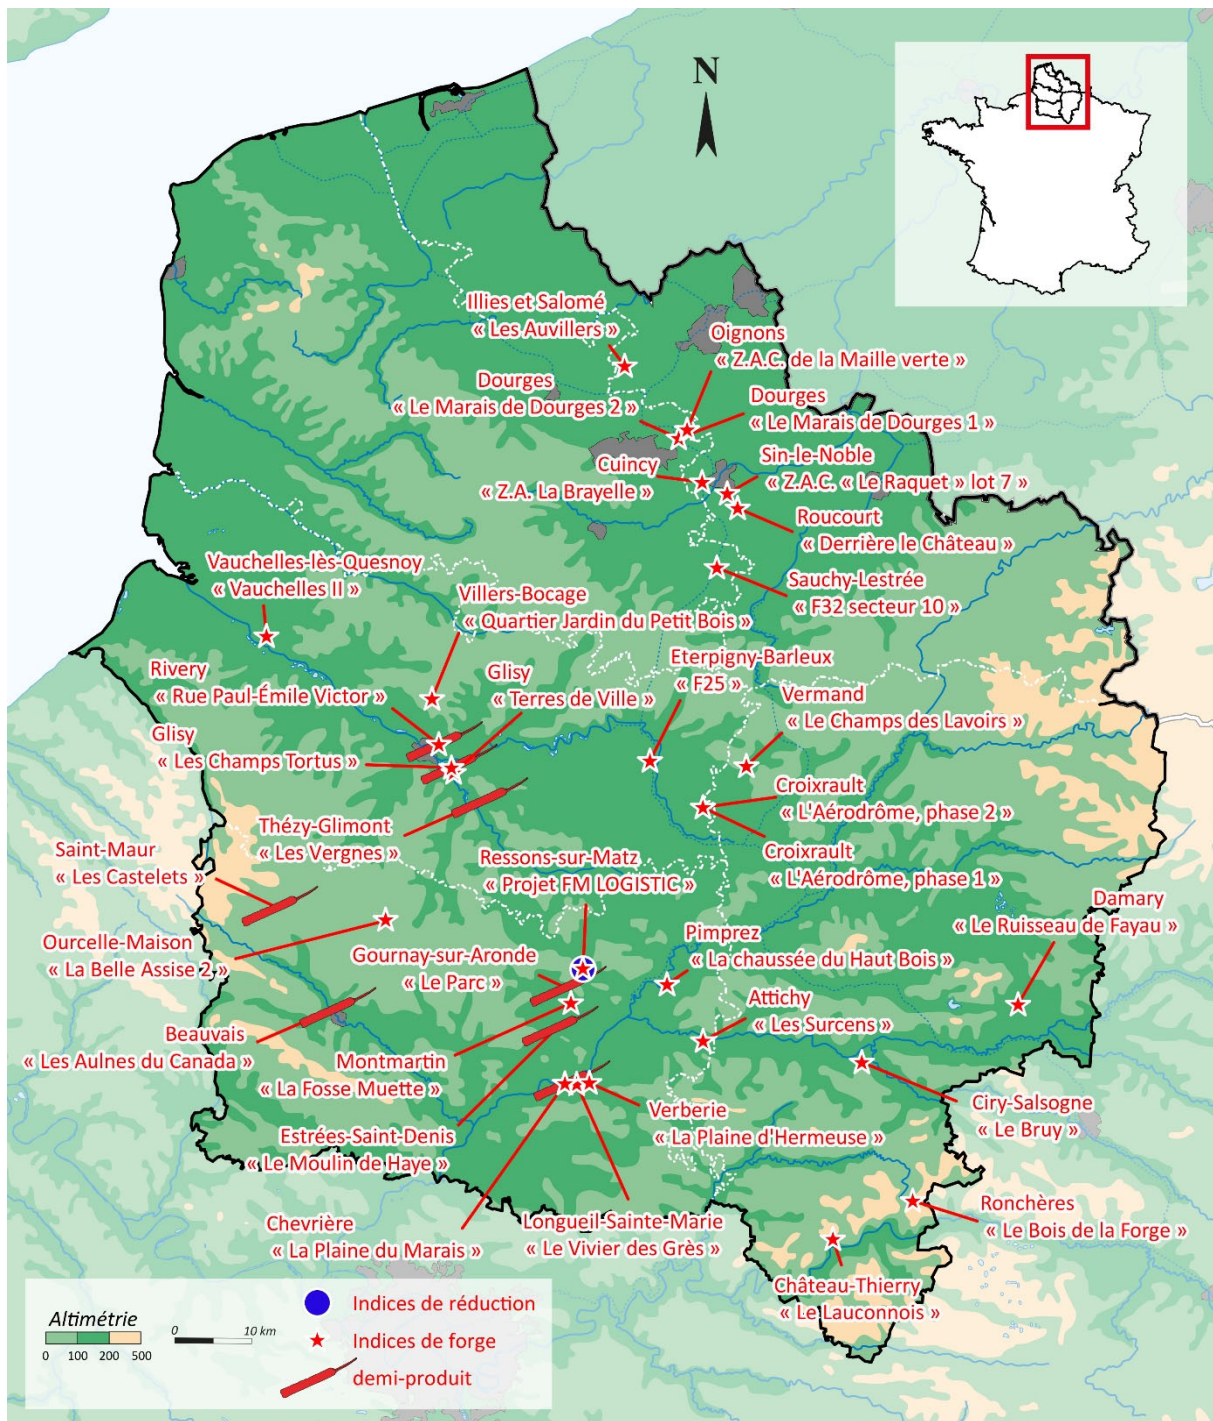 N
Illies et Salomé
« Les Auvillers »
Oignons
« Z.A.C. de la Maille verte »
Dourges
« Le Marais de Dourges 2 »
Dourges
« Le Marais de Dourges 1 »
Cuincy
« Z.A. La Brayelle »
Sin-le-Noble
« Z.A.C. « Le Raquet » lot 7 »
Roucourt
« Derrière le Château »
Sauchy-Lestrée
« F32 secteur 10 »
Vauchelles-lès-Quesnoy
« Vauchelles II »
Villers-Bocage
« Quartier Jardin du Petit Bois »
Rivery
« Rue Paul-Émile Victor »
Glisy
« Terres de Ville »
Eterpigny-Barleux
« F25 »
Vermand
« Le Champs des Lavoirs »
Glisy
« Les Champs Tortus »
Croixrault
« L'Aérodrôme, phase 2 »
Thézy-Glimont
« Les Vergnes »
Croixrault
« L'Aérodrôme, phase 1 »
Saint-Maur
« Les Castelets »
Ressons-sur-Matz
« Projet FM LOGISTIC »
Damary
« Le Ruisseau de Fayau »
Ourcelle-Maison
« La Belle Assise 2 »
Gournay-sur-Aronde
« Le Parc »
Pimprez
« La chaussée du Haut Bois »
Attichy
« Les Surcens »
Beauvais
« Les Aulnes du Canada »
Montmartin
« La Fosse Muette »
Estrées-Saint-Denis
« Le Moulin de Haye »
Verberie
« La Plaine d'Hermeuse »
Ciry-Salsogne
« Le Bruy »
Chevrière
« La Plaine du Marais »
Longueil-Sainte-Marie
« Le Vivier des Grès »
Ronchères
« Le Bois de la Forge »
Château-Thierry
« Le Lauconnois »
Altimétrie
0 100 200 500
0 10 km
Indices de réduction
Indices de forge
demi-produit